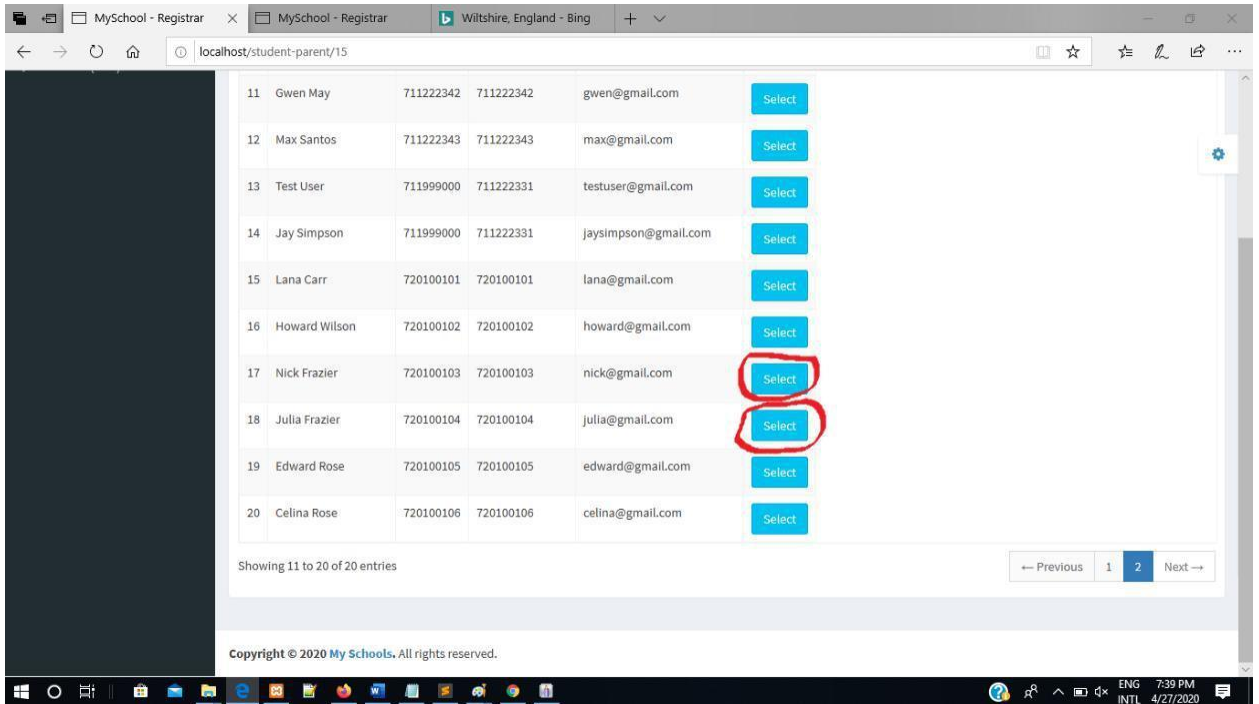 MySchool - Registrar MySchool - Registrar Wiltshire, England - Bing
localhost/student-parent/15
11 Gwen May 711222342 711222342 gwen@gmail.com Select
12 Max Santos 711222343 711222343 max@gmail.com Select
13 Test User 711999000 711222331 testuser@gmail.com Select
14 Jay Simpson 711999000 711222331 jaysimpson@gmail.com Select
15 Lana Carr 720100101 720100101 lana@gmail.com Select
16 Howard Wilson 720100102 720100102 howard@gmail.com Select
17 Nick Frazier 720100103 720100103 nick@gmail.com Select
18 Julia Frazier 720100104 720100104 julia@gmail.com Select
19 Edward Rose 720100105 720100105 edward@gmail.com Select
20 Celina Rose 720100106 720100106 celina@gmail.com Select
Showing 11 to 20 of 20 entries ← Previous 1 2 Next →
Copyright © 2020 My Schools. All rights reserved.
ENG 7:39 PM
INTL 4/27/2020